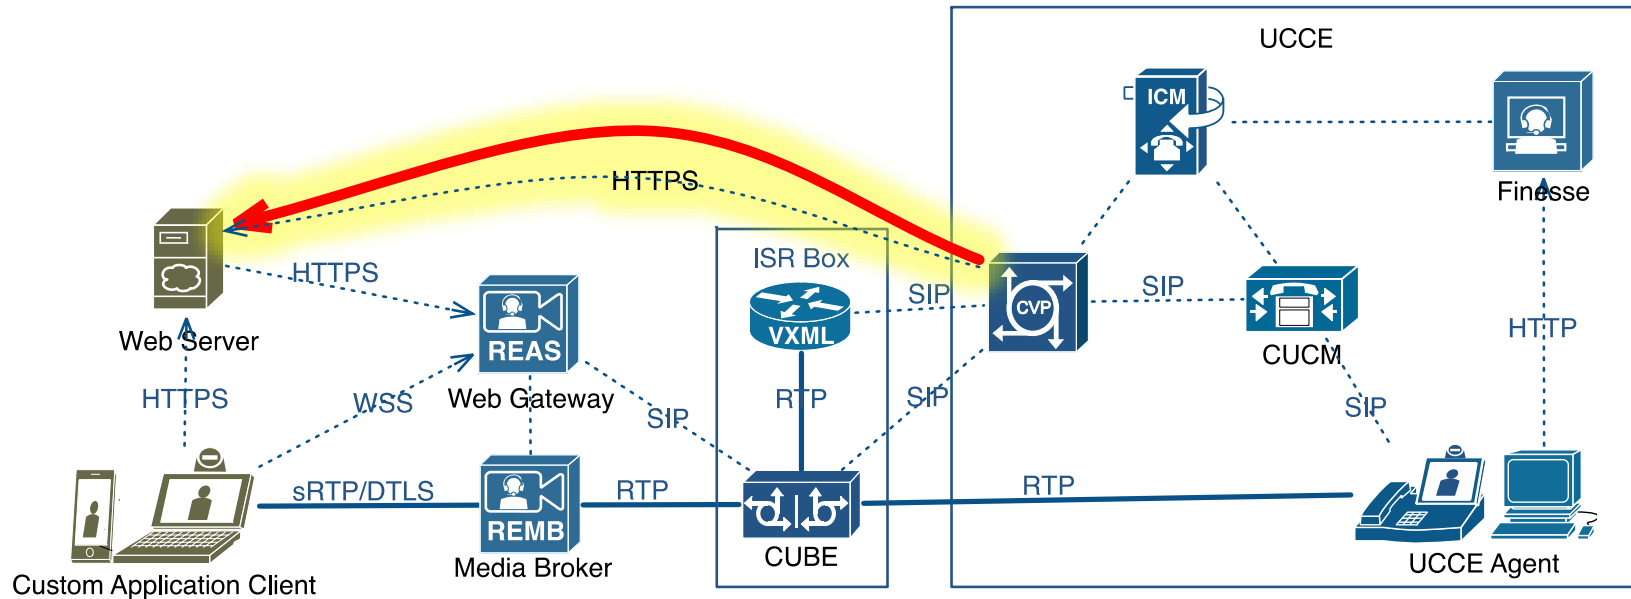 UCCE
ICM
HTTPS
Finesse
ISR Box
HTTPS
SIP
SIP
CVP
VXML
Web Server
REAS
HTTP
CUCM
HTTPS
WSS
Web Gateway
RTP
SIP
SIP
SIP
sRTP/DTLS
RTP
RTP
REMB
CUBE
Media Broker
UCCE Agent
Custom Application Client